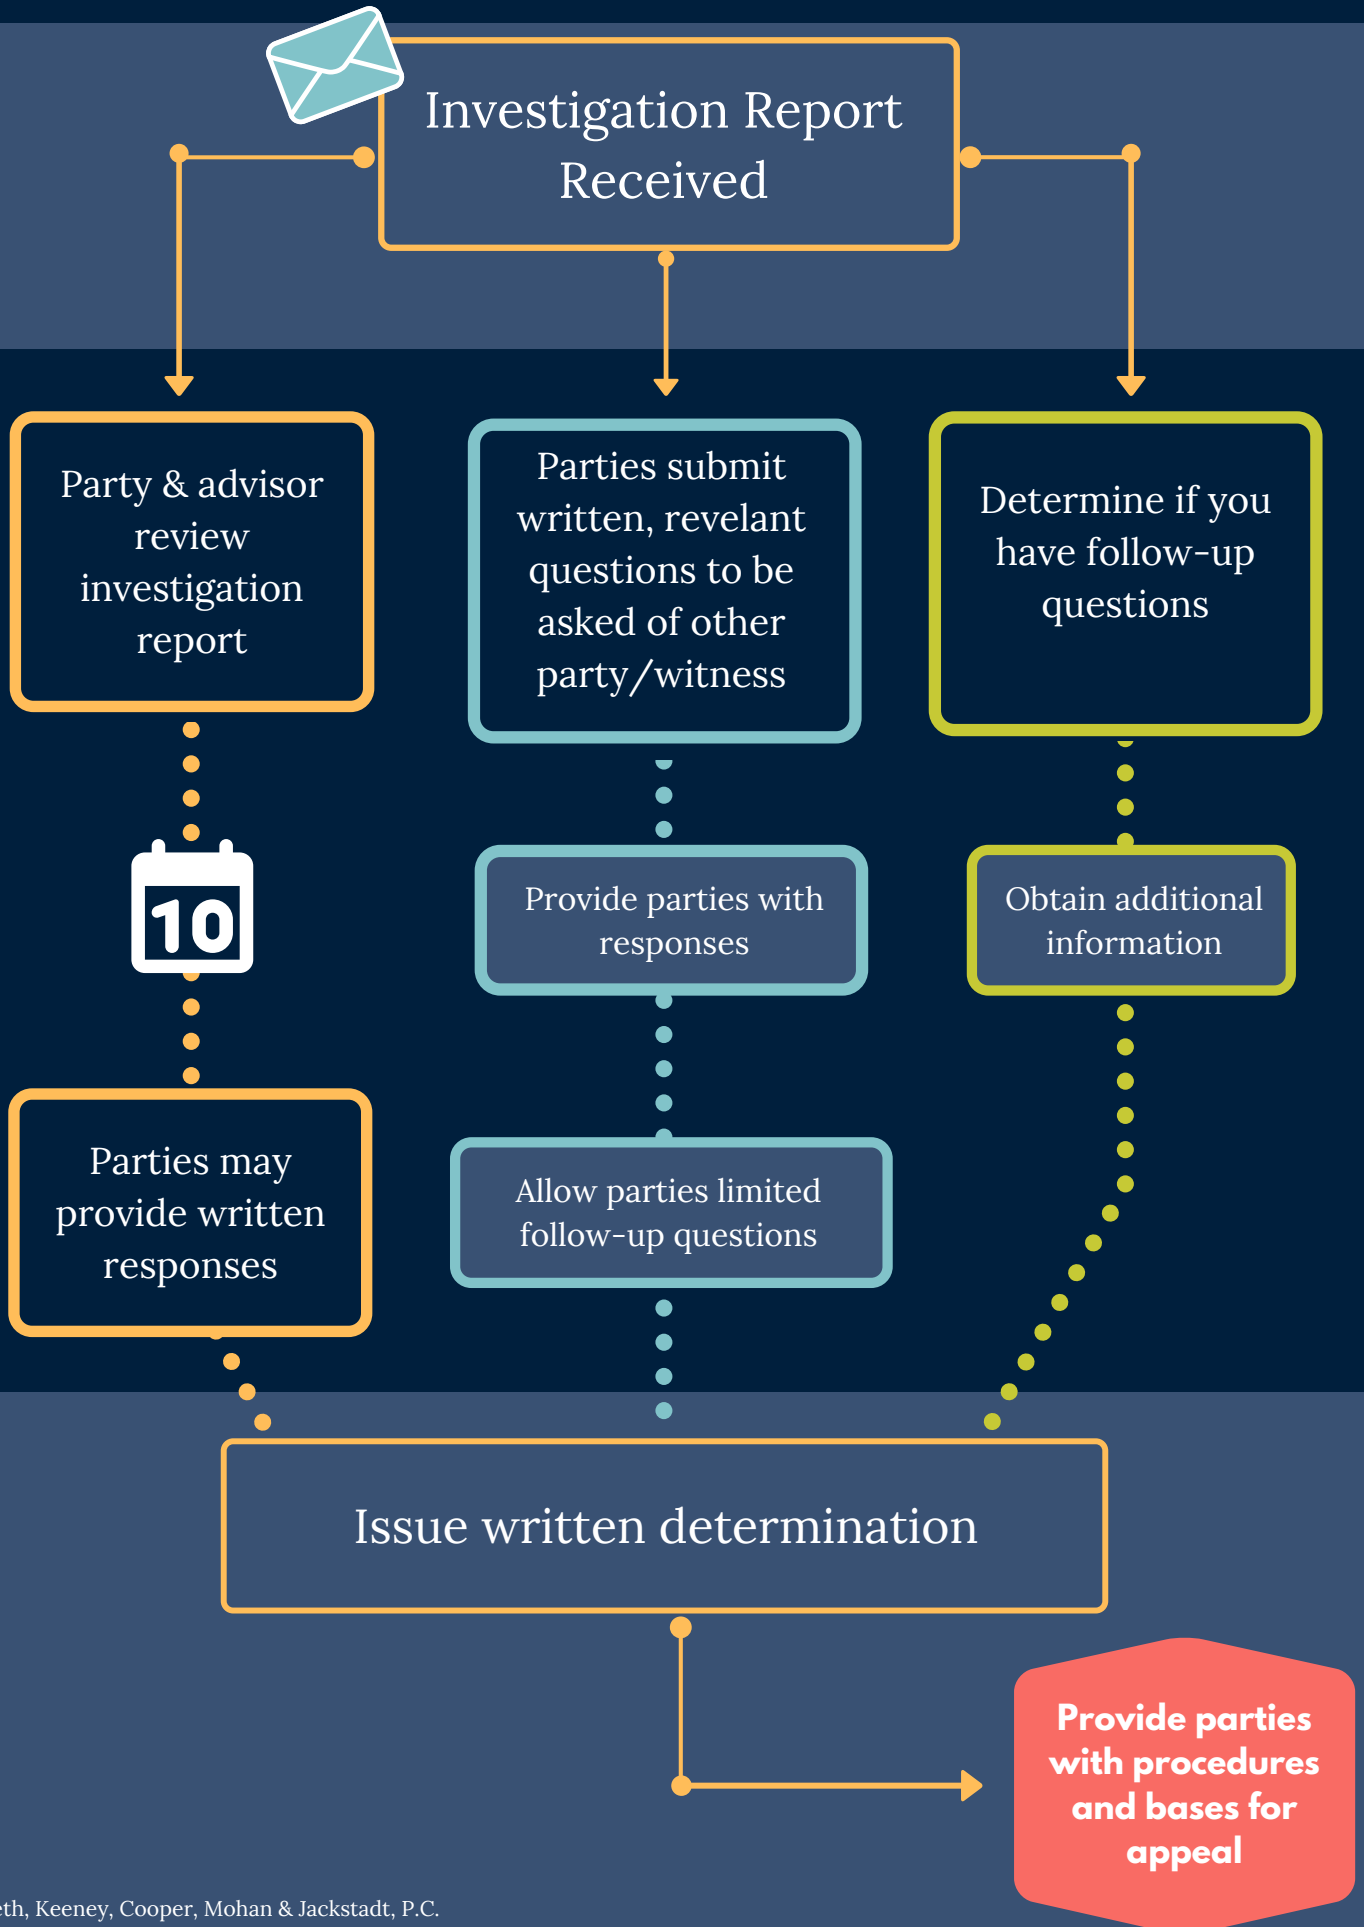 Investigation Report
Received
Party & advisor
review
investigation
report
Parties submit
written, revelant
questions to be
asked of other
party/witness
Determine if you
have follow-up
questions
10
Provide parties with
responses
Obtain additional
information
Parties may
provide written
responses
Allow parties limited
follow-up questions
Issue written determination
Provide parties
with procedures
and bases for
appeal
Keeney, Cooper, Mohan & Jackstadt, P.C.